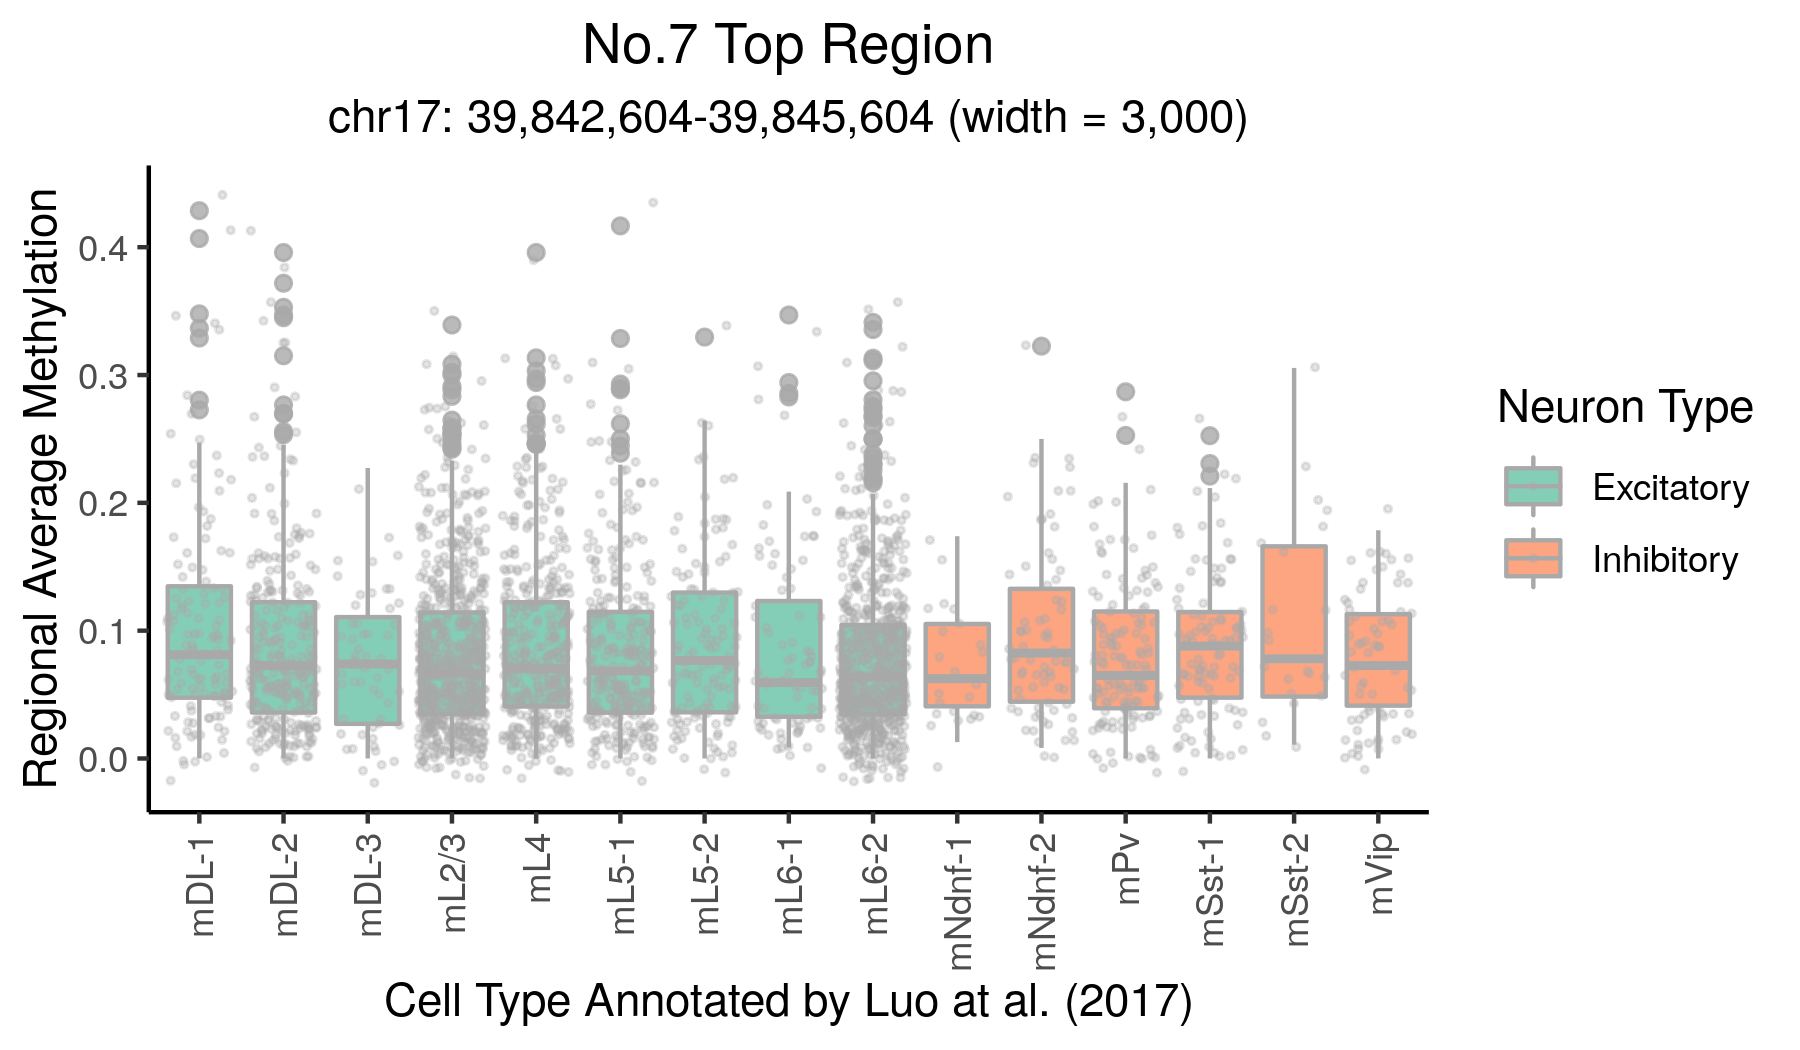 No.7 Top Region
chr17: 39,842,604-39,845,604 (width = 3,000)
Regional Average Methylation
0.4
0.3
0.2
0.1
0.0
mDL-1
mDL-2
mDL-3
mL2/3
mL4
mL5-1
mL5-2
mL6-1
mL6-2
mNdnf-1
mNdnf-2
mPv
mSst-1
mSst-2
mVip
Cell Type Annotated by Luo at al. (2017)
Neuron Type
Excitatory
Inhibitory